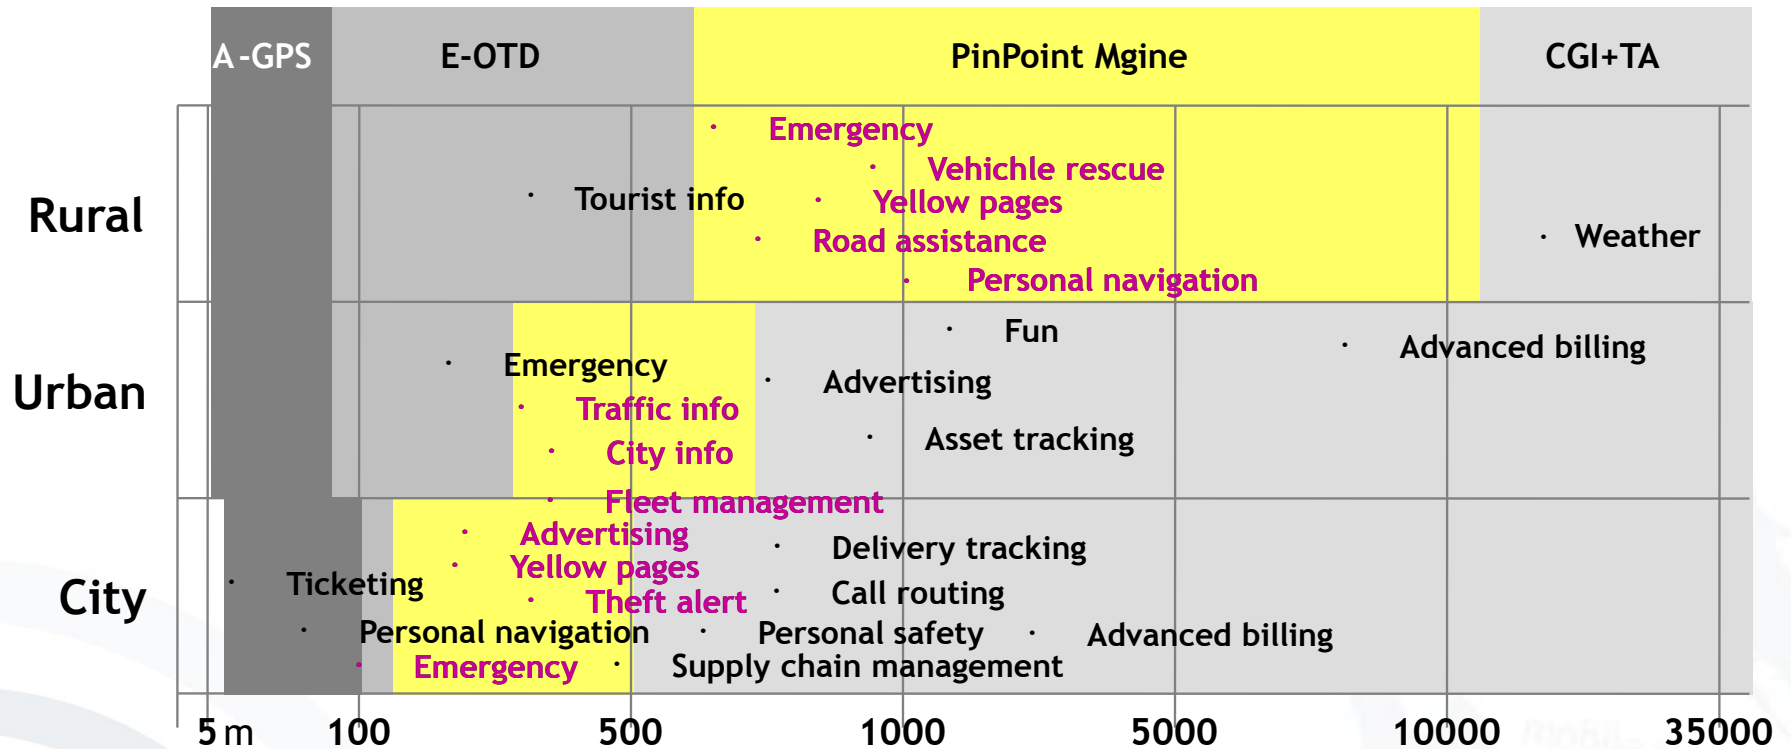 A-GPS E-OTD PinPoint Mgine CGI+TA
Rural
· Emergency
· Vehichle rescue
· Tourist info
· Yellow pages
· Road assistance
· Weather
· Personal navigation
Urban
· Fun
· Advanced billing
· Emergency
· Advertising
· Traffic info
· Asset tracking
· City info
City
· Fleet management
· Advertising
· Delivery tracking
· Yellow pages
· Ticketing
· Call routing
· Theft alert
· Personal navigation
· Personal safety
· Advanced billing
· Emergency
· Supply chain management
5 m 100 500 1000 5000 10000 35000